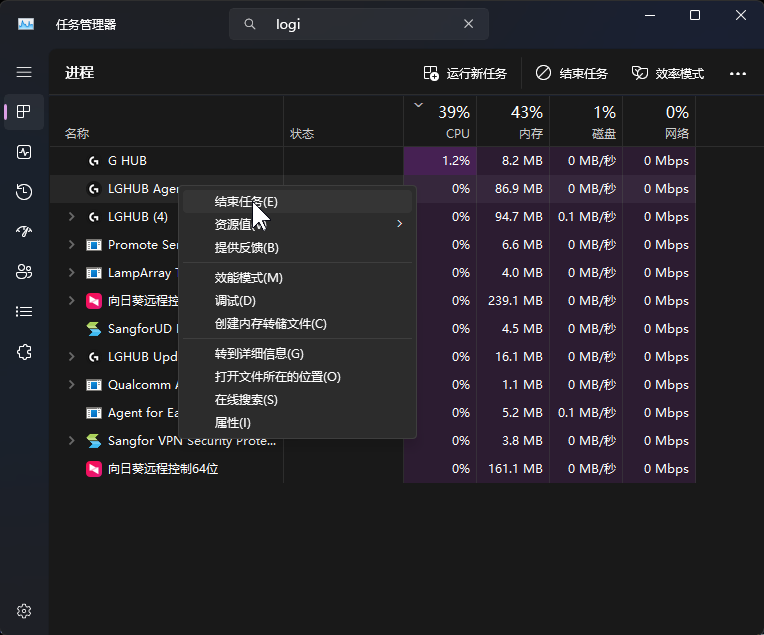 任务管理器
logi
进程
运行新任务
结束任务
效率模式
39%
43%
1%
0%
名称
状态
CPU
内存
磁盘
网络
G HUB 1.2% 8.2 MB 0 MB/秒 0 Mbps
LGHUB Agen 0% 86.9 MB 0 MB/秒 0 Mbps
LGHUB (4) 0% 94.7 MB 0.1 MB/秒 0 Mbps
Promote Ser 0% 6.6 MB 0 MB/秒 0 Mbps
LampArray 0% 4.0 MB 0 MB/秒 0 Mbps
向日葵远程控 0% 239.1 MB 0 MB/秒 0 Mbps
SangforUD 0% 4.5 MB 0 MB/秒 0 Mbps
LGHUB Upd 0% 16.1 MB 0 MB/秒 0 Mbps
Qualcomm A 0% 1.1 MB 0 MB/秒 0 Mbps
Agent for Ea 0% 5.2 MB 0.1 MB/秒 0 Mbps
Sangfor VPN Security Prote... 0% 3.8 MB 0 MB/秒 0 Mbps
向日葵远程控制64位 0% 161.1 MB 0 MB/秒 0 Mbps
结束任务(E)
资源值
提供反馈(B)
效能模式(M)
调试(D)
创建内存转储文件(C)
转到详细信息(G)
打开文件所在的位置(O)
在线搜索(S)
属性(I)